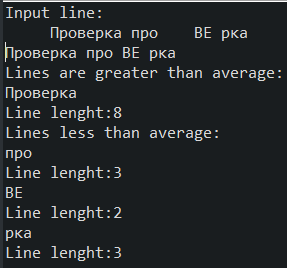 Input line:
Проверка про    ВЕ рка
Проверка про ВЕ рка
Lines are greater than average:
Проверка
Line lenght:8
Lines less than average:
про
Line lenght:3
ВЕ
Line lenght:2
рка
Line lenght:3